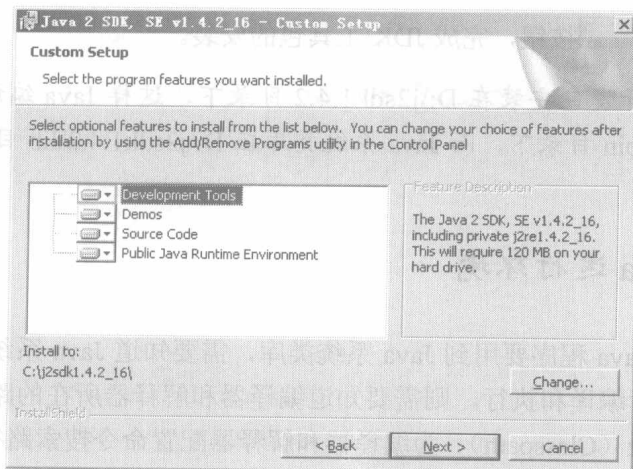 Java 2 SDK, SE v1.4.2_16 - Custom Setup
Custom Setup
Select the program features you want installed.
Select optional features to install from the list below. You can change your choice of features after
installation by using the Add/Remove Programs utility in the Control Panel
Development Tools
Demos
Source Code
Public Java Runtime Environment
Feature Description
The Java 2 SDK, SE v1.4.2_16,
including private j2re1.4.2_16.
This will require 120 MB on your
hard drive.
Install to:
C:\j2sdk1.4.2_16\
Change...
InstallShield
< Back
Next >
Cancel